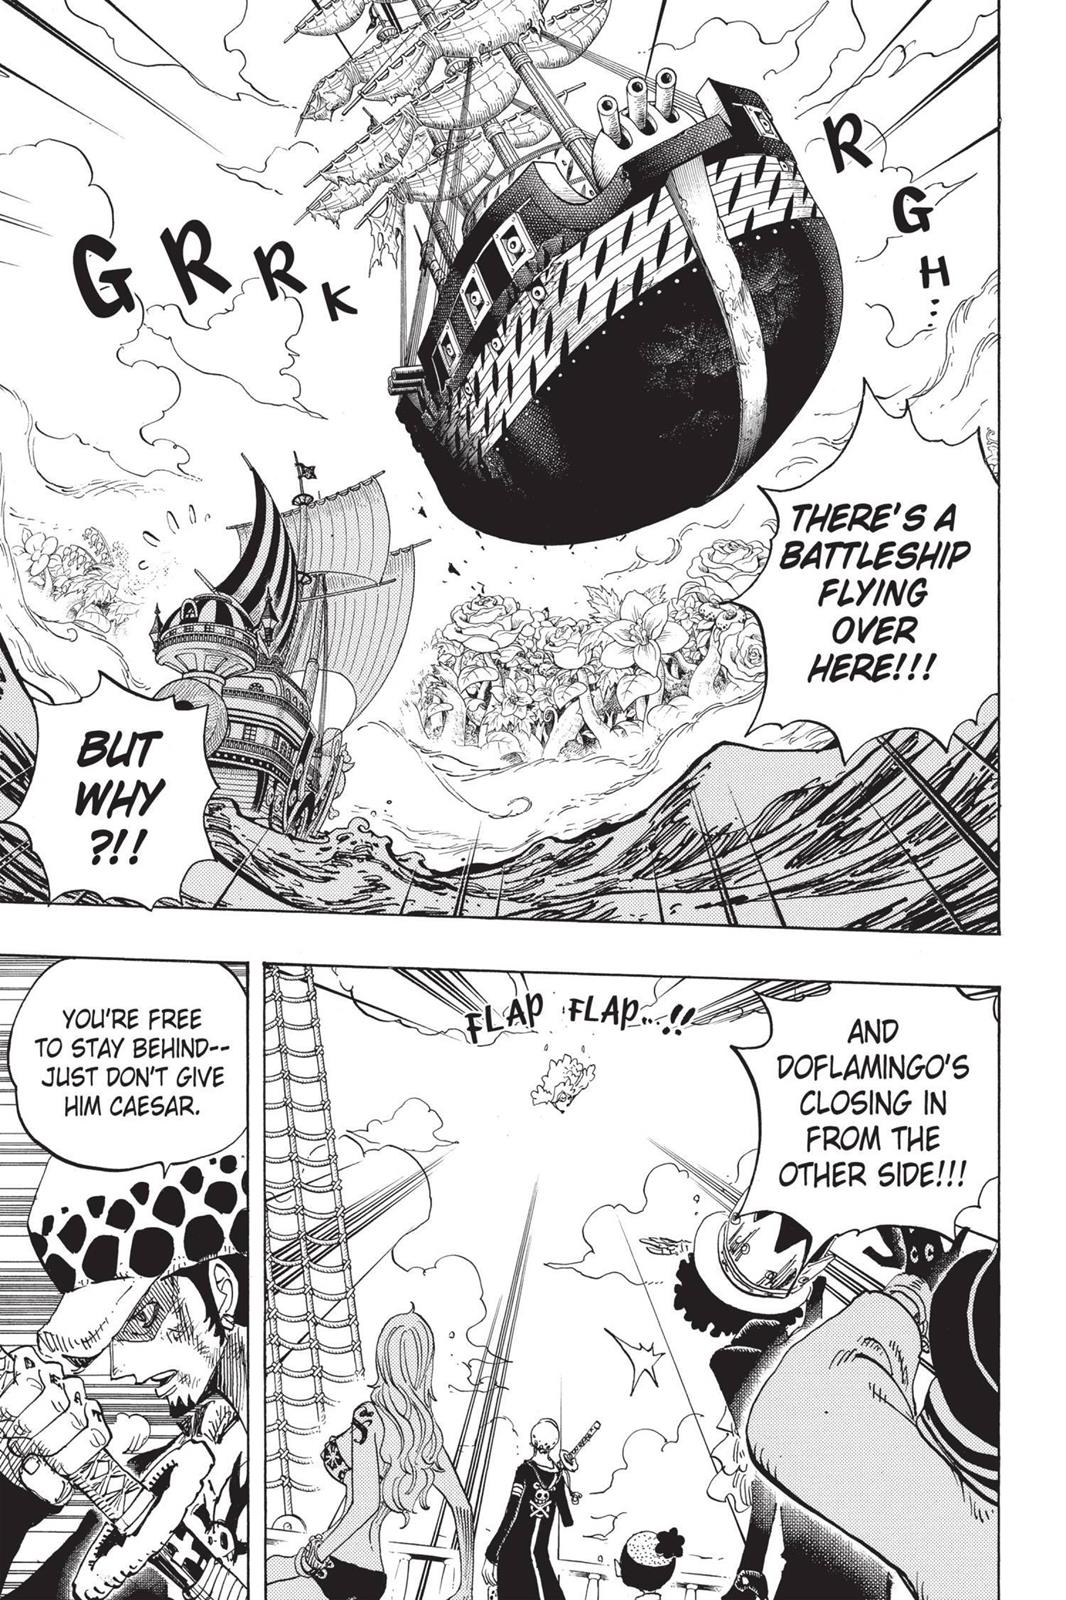 GRRK
RRGH...
THERE'S A
BATTLESHIP
FLYING
OVER
HERE!!!
BUT
WHY
?!!
AND
DOFLAMINGO'S
CLOSING IN
FROM THE
OTHER SIDE!!!
FLAP FLAP...!!
YOU'RE FREE
TO STAY BEHIND--
JUST DON'T GIVE
HIM CAESAR.